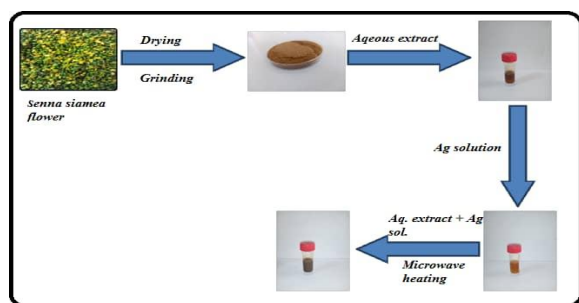 Drying
Grinding
Aqeous extract
Senna siamea
flower
Ag solution
Aq. extract + Ag
sol.
Microwave
heating